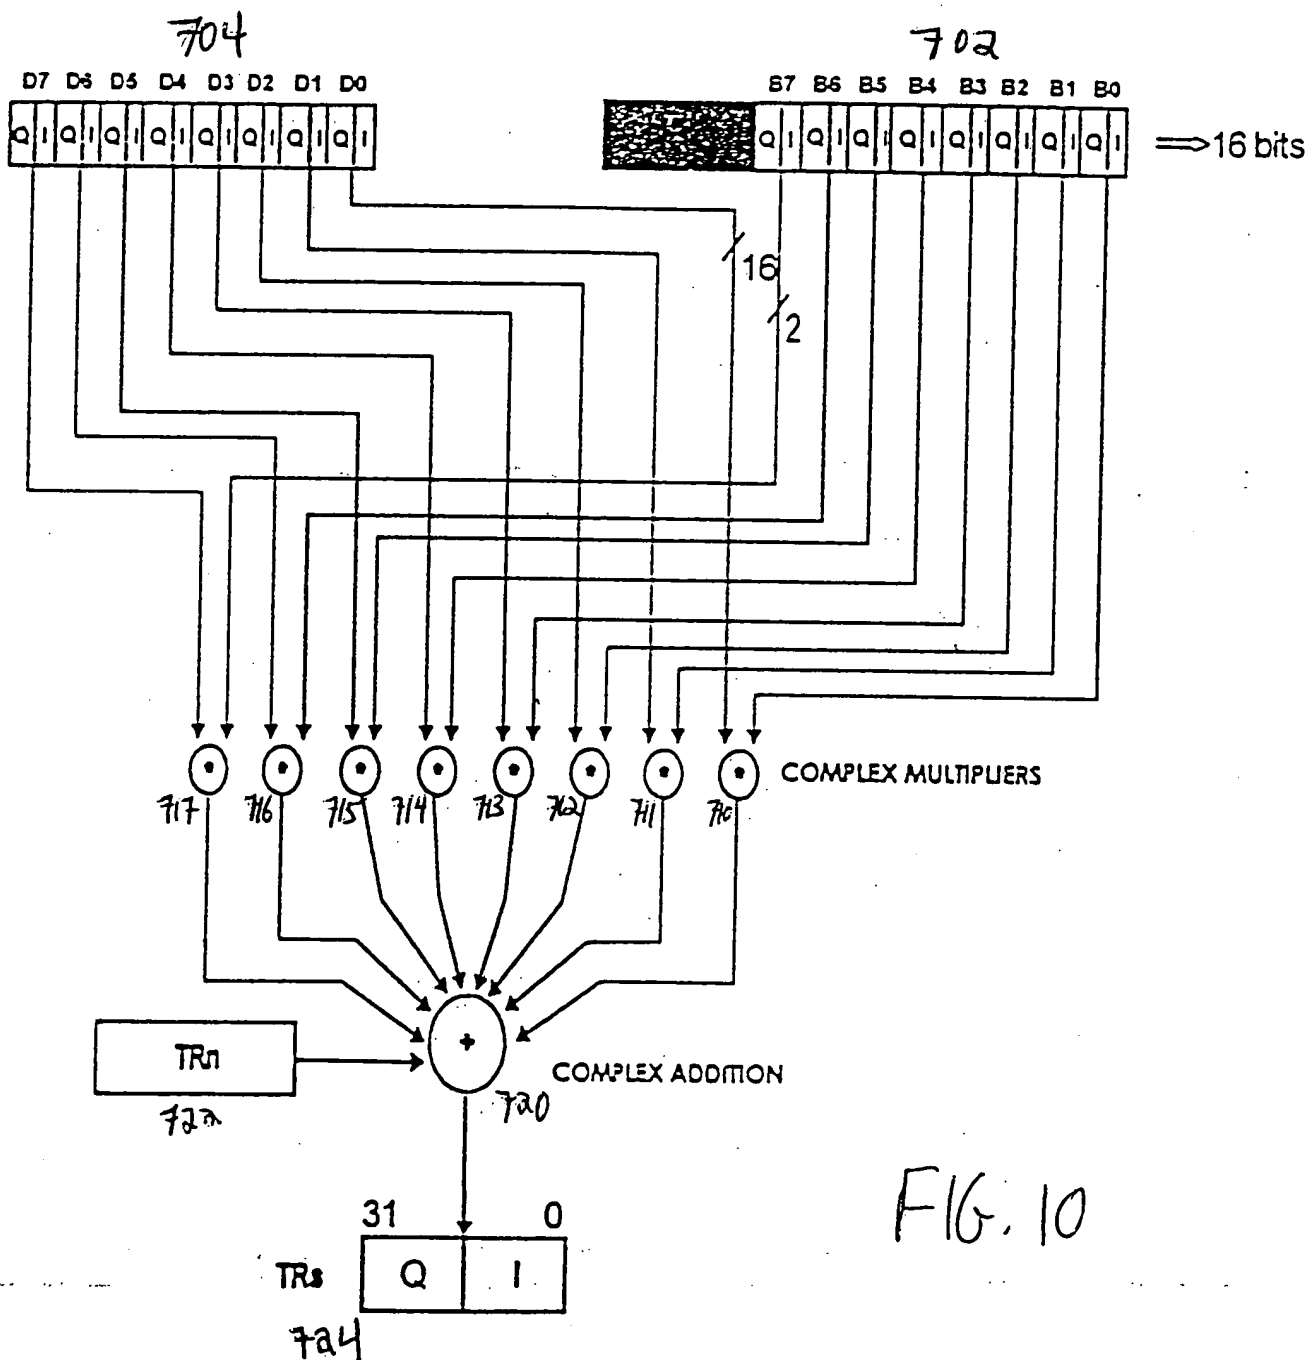 704
702
D7 D6 D5 D4 D3 D2 D1 D0
B7 B6 B5 B4 B3 B2 B1 B0
Q I Q I Q I Q I Q I Q I Q I Q I
Q I Q I Q I Q I Q I Q I Q I Q I
⇒16 bits
16
2
COMPLEX MULTIPLIERS
717 716 715 714 713 712 711 710
+
TRn
COMPLEX ADDITION
722
720
31 0
TRs Q I
724
FIG. 10